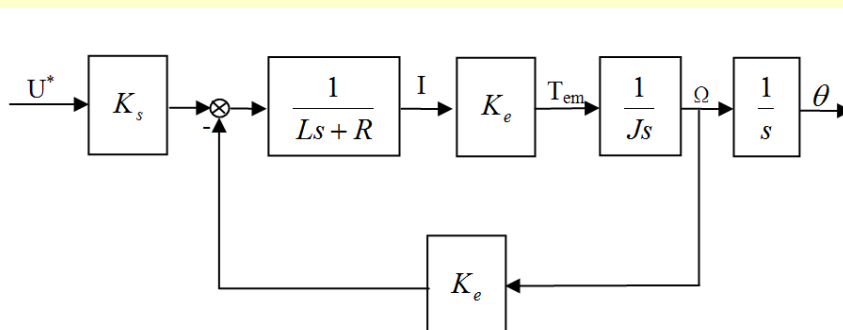 U*
K_s
-
1
Ls + R
I
K_e
T_em
1
Js
Ω
1
s
θ
K_e